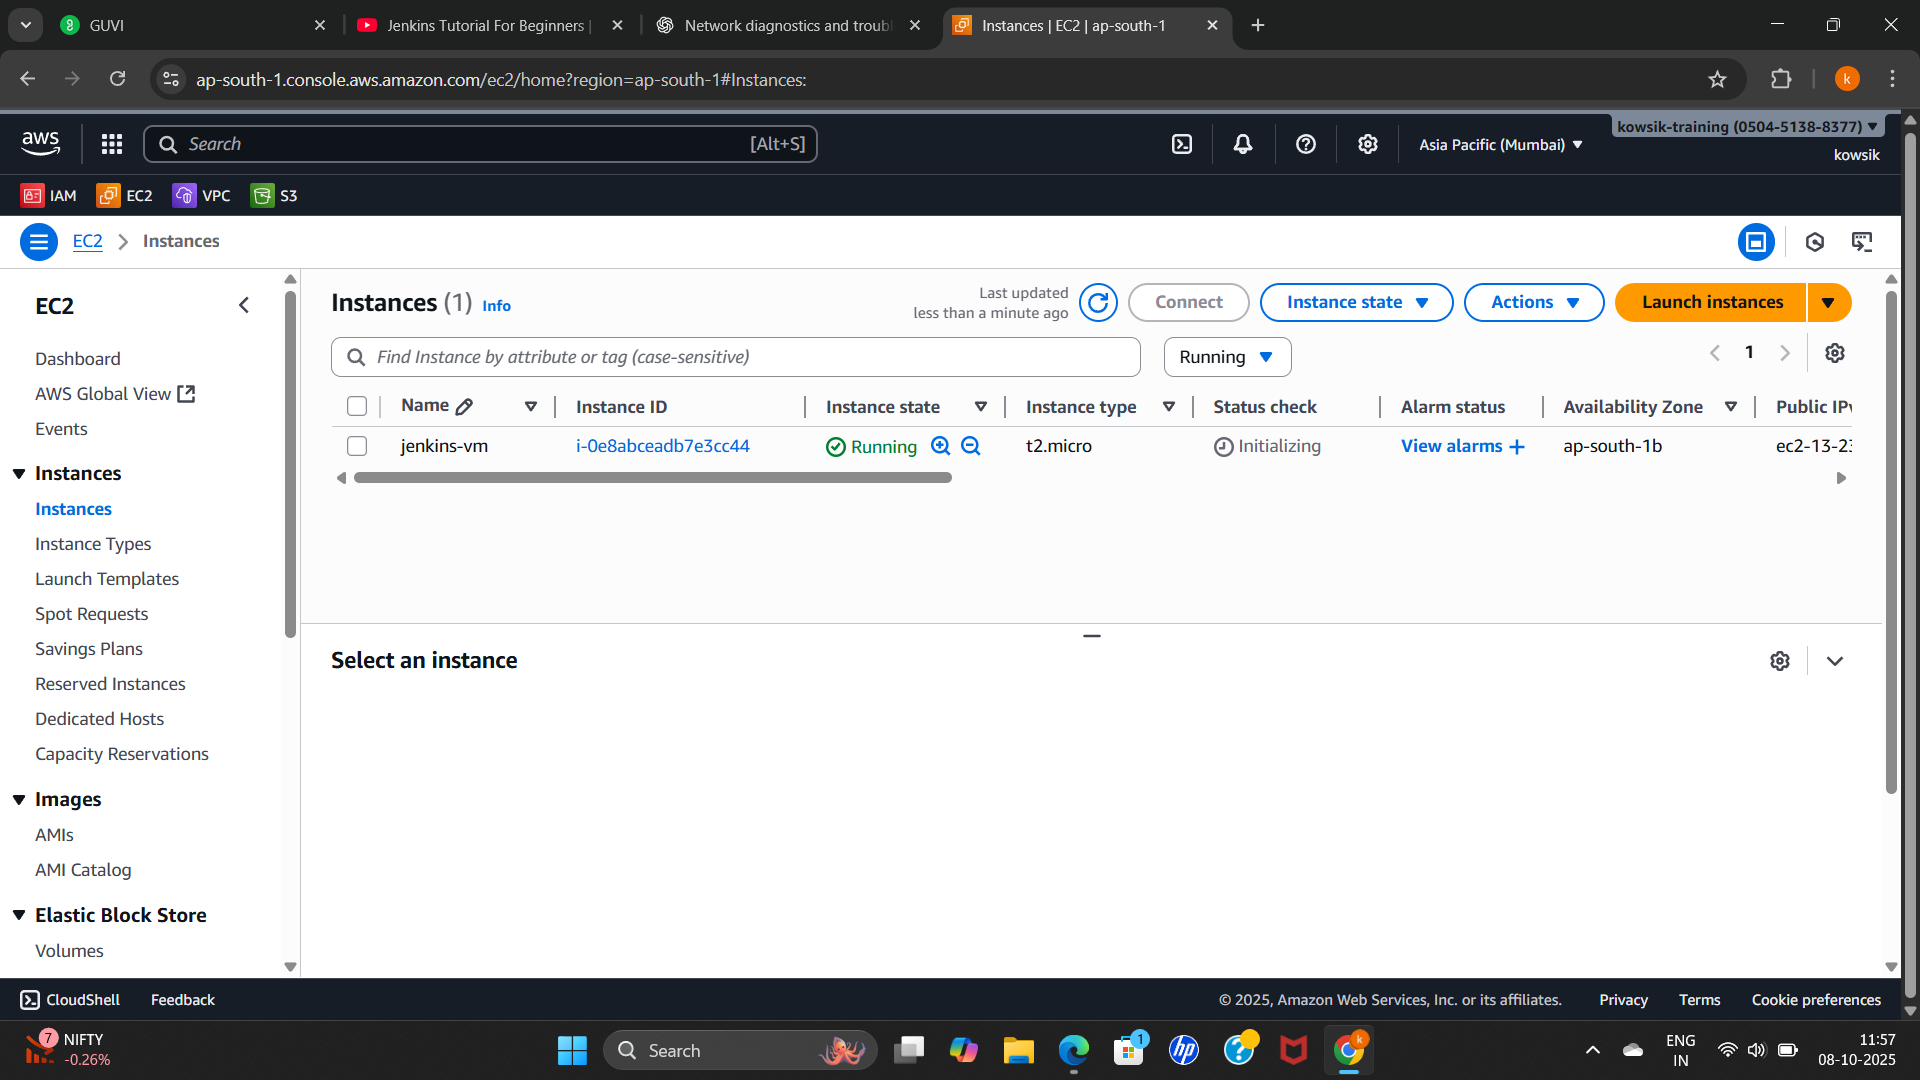 GUVI
Jenkins Tutorial For Beginners |
Network diagnostics and troubl
Instances | EC2 | ap-south-1
ap-south-1.console.aws.amazon.com/ec2/home?region=ap-south-1#Instances:
k
aws
Search
[Alt+S]
Asia Pacific (Mumbai)
kowsik-training (0504-5138-8377)
kowsik
IAM
EC2
VPC
S3
EC2
Instances
EC2
Dashboard
AWS Global View
Events
Instances
Instances
Instance Types
Launch Templates
Spot Requests
Savings Plans
Reserved Instances
Dedicated Hosts
Capacity Reservations
Images
AMIs
AMI Catalog
Elastic Block Store
Volumes
Instances (1) Info
Last updated
less than a minute ago
Connect
Instance state
Actions
Launch instances
Find Instance by attribute or tag (case-sensitive)
Running
1
Name Instance ID Instance state Instance type Status check Alarm status Availability Zone Public IPv
jenkins-vm i-0e8abceadb7e3cc44 Running t2.micro Initializing View alarms + ap-south-1b ec2-13-23
Select an instance
CloudShell
Feedback
© 2025, Amazon Web Services, Inc. or its affiliates.
Privacy
Terms
Cookie preferences
7
NIFTY
-0.26%
Search
1
hp
k
ENG
IN
11:57
08-10-2025